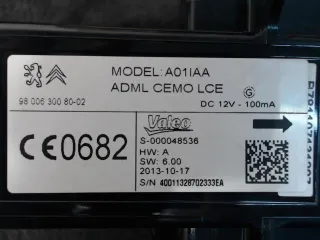 MODEL: A01IAA
ADML CEMO LCE
G
98 006 300 80-02
DC 12V - 100mA
CE0682
Valeo
S-000048536
HW: A
SW: 6.00
2013-10-17
S/N 40011328702333EA